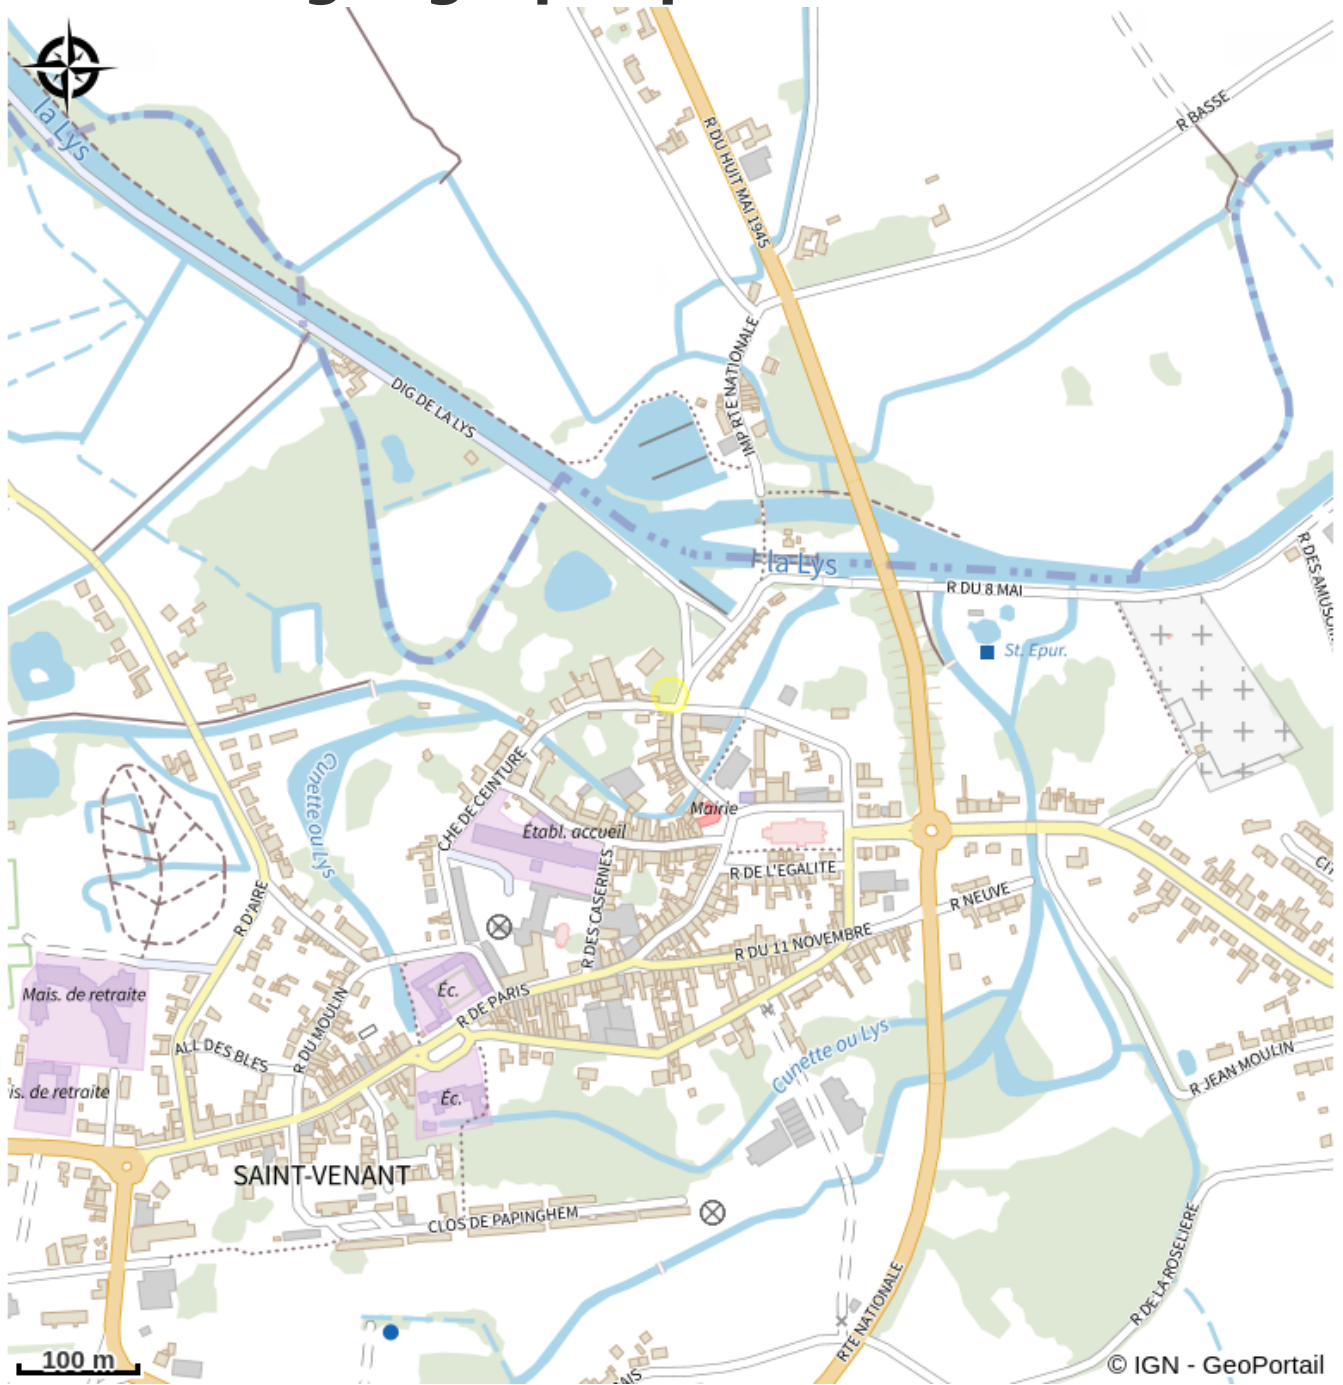 la Lys
R BASSE
R DU HUIT MAI 1945
IMP RTE NATIONALE
DIG DE LA LYS
la Lys
R DES AMUSOI
R DU 8 MAI
St. Epur.
Cunette ou Lys
CHE DE CEINTURE
Mairie
Établ. accueil
R DE L'EGALITE
R D'AIRE
R DES CASERNES
R NEUVE
R DU 11 NOVEMBRE
Mais. de retraite
Éc.
R DE PARIS
R DU MOULIN
ALL DES BLES
Cunette ou Lys
R JEAN MOULIN
is. de retraite
Éc.
SAINT-VENANT
CLOS DE PAPINGHEM
R DE LA ROSELIERE
RTE NATIONALE
100 m
© IGN - GeoPortail